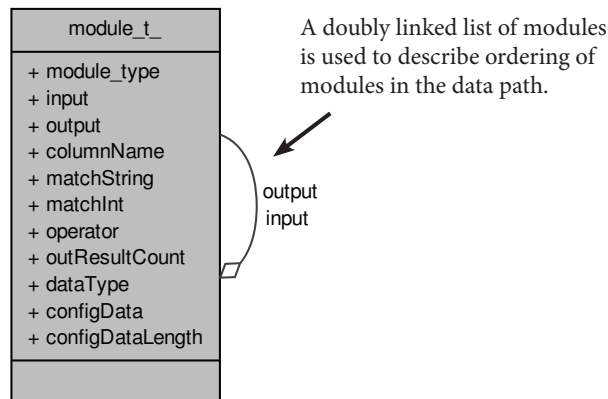 module_t_
+ module_type
+ input
+ output
+ columnName
+ matchString
+ matchInt
+ operator
+ outResultCount
+ dataType
+ configData
+ configDataLength
A doubly linked list of modules
is used to describe ordering of
modules in the data path.
output
input